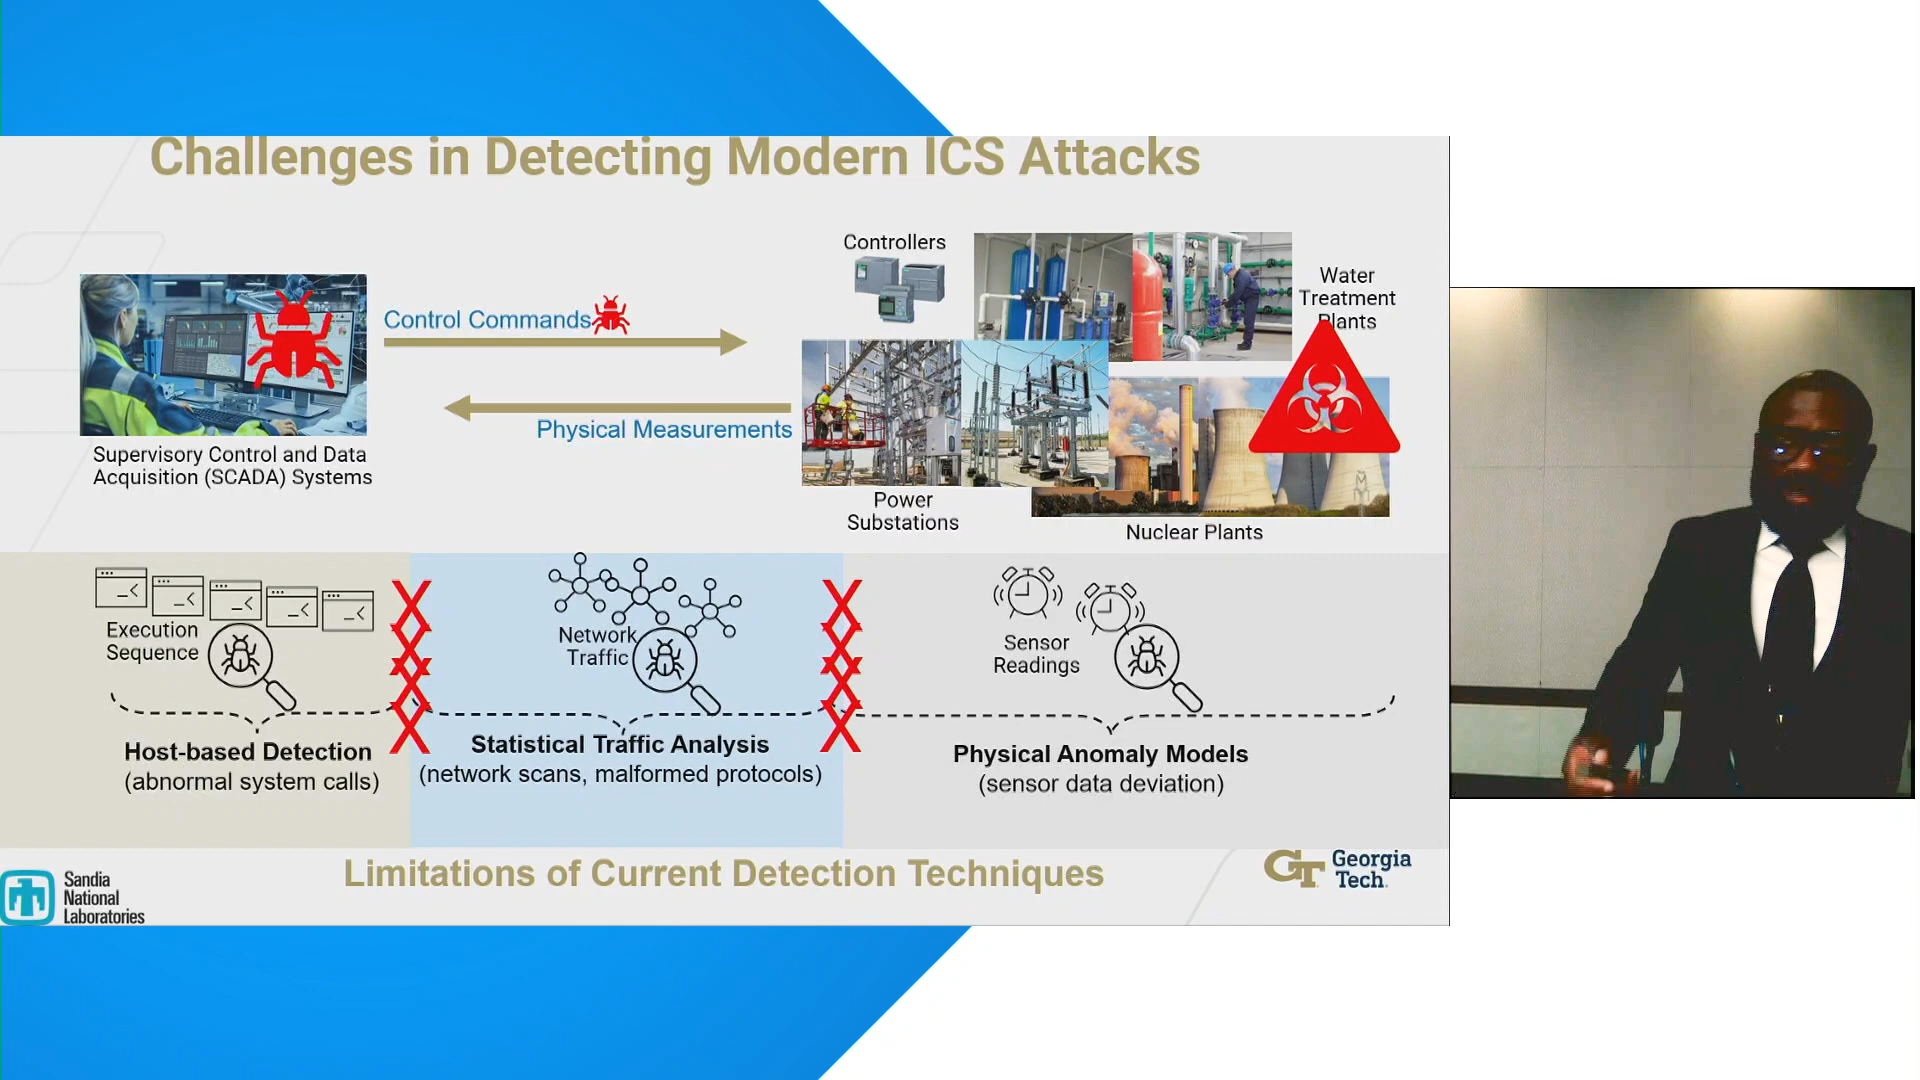 Challenges in Detecting Modern ICS Attacks
Controllers
Water
Treatment
Plants
Control Commands
Physical Measurements
Supervisory Control and Data
Acquisition (SCADA) Systems
Power
Substations
Nuclear Plants
Execution
Sequence
Network
Traffic
Sensor
Readings
Host-based Detection
(abnormal system calls)
Statistical Traffic Analysis
(network scans, malformed protocols)
Physical Anomaly Models
(sensor data deviation)
Limitations of Current Detection Techniques
Sandia
National
Laboratories
GT Georgia
Tech